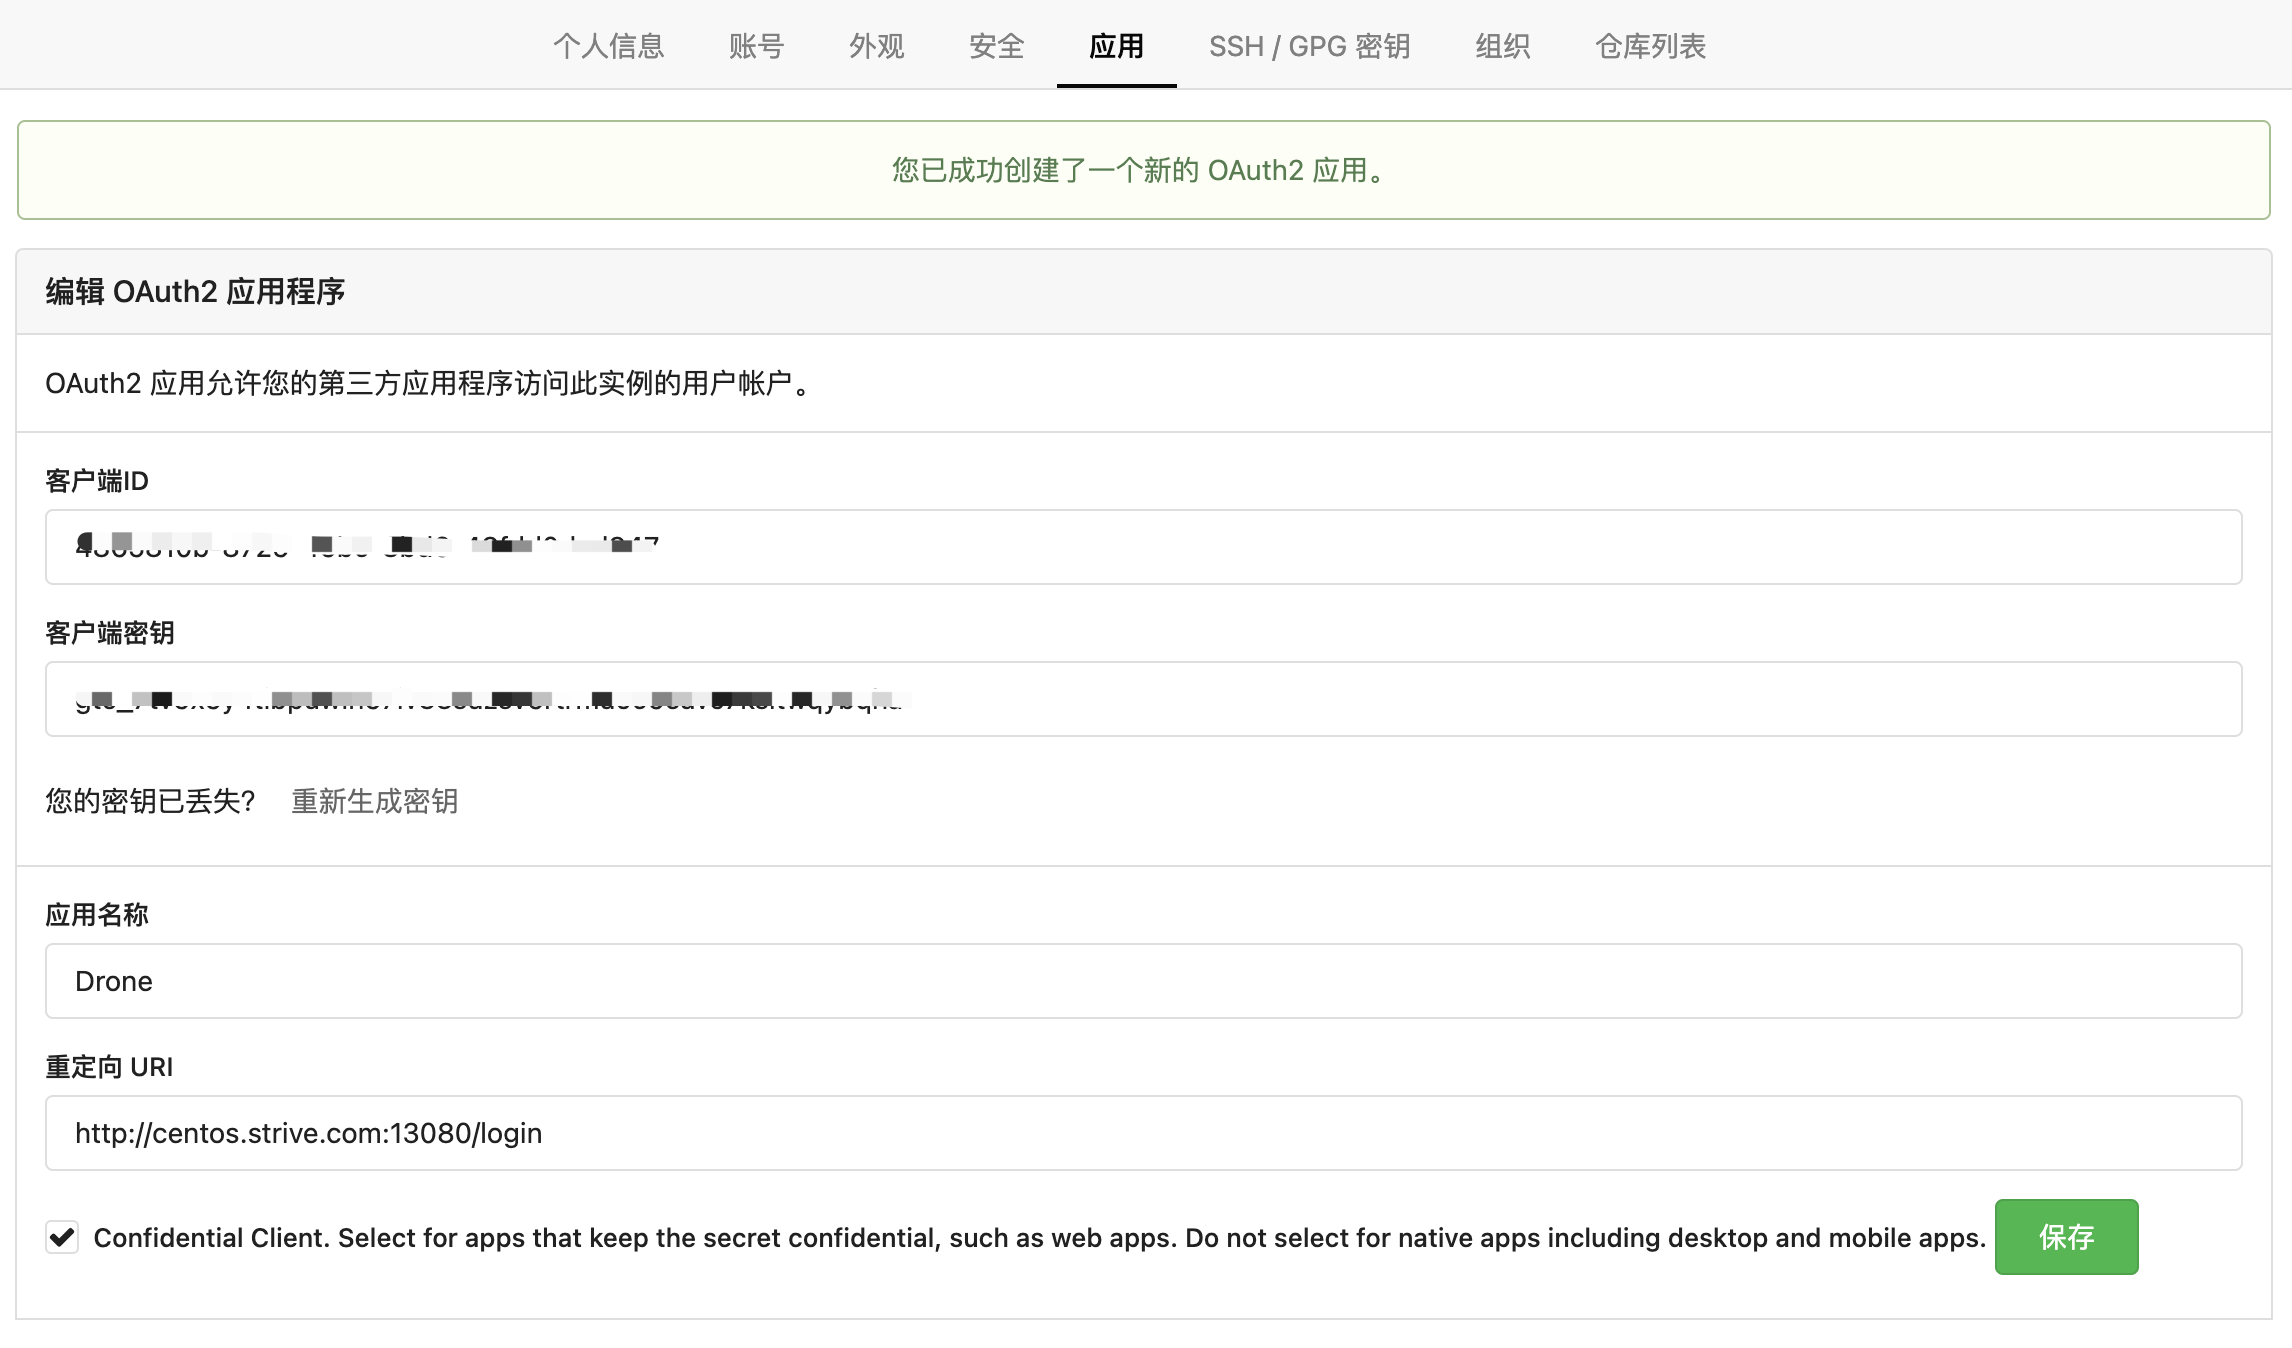 个人信息
账号
外观
安全
应用
SSH / GPG 密钥
组织
仓库列表
您已成功创建了一个新的 OAuth2 应用。
编辑 OAuth2 应用程序
OAuth2 应用允许您的第三方应用程序访问此实例的用户帐户。
客户端ID
客户端密钥
您的密钥已丢失? 重新生成密钥
应用名称
Drone
重定向 URI
http://centos.strive.com:13080/login
Confidential Client. Select for apps that keep the secret confidential, such as web apps. Do not select for native apps including desktop and mobile apps.
保存